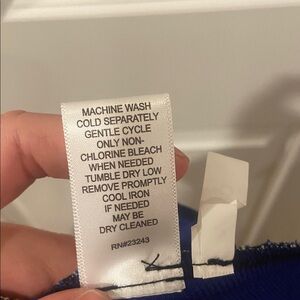 MACHINE WASH
COLD SEPARATELY
GENTLE CYCLE
ONLY NON-
CHLORINE BLEACH
WHEN NEEDED
TUMBLE DRY LOW
REMOVE PROMPTLY
COOL IRON
IF NEEDED
MAY BE
DRY CLEANED
RN#23243